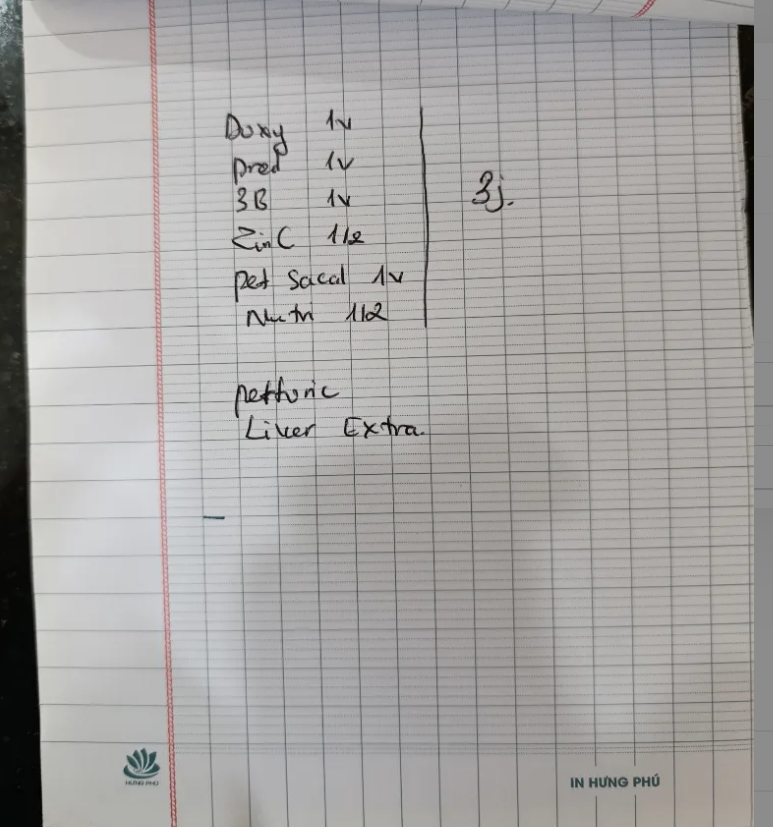 Doxy 1v
Pred 1v
3B 1v
3j.
ZinC 1/2
Pet Sacal 1v
Nutri 1/2
pettonic
Liver Extra.
HƯNG PHÚ
IN HƯNG PHÚ